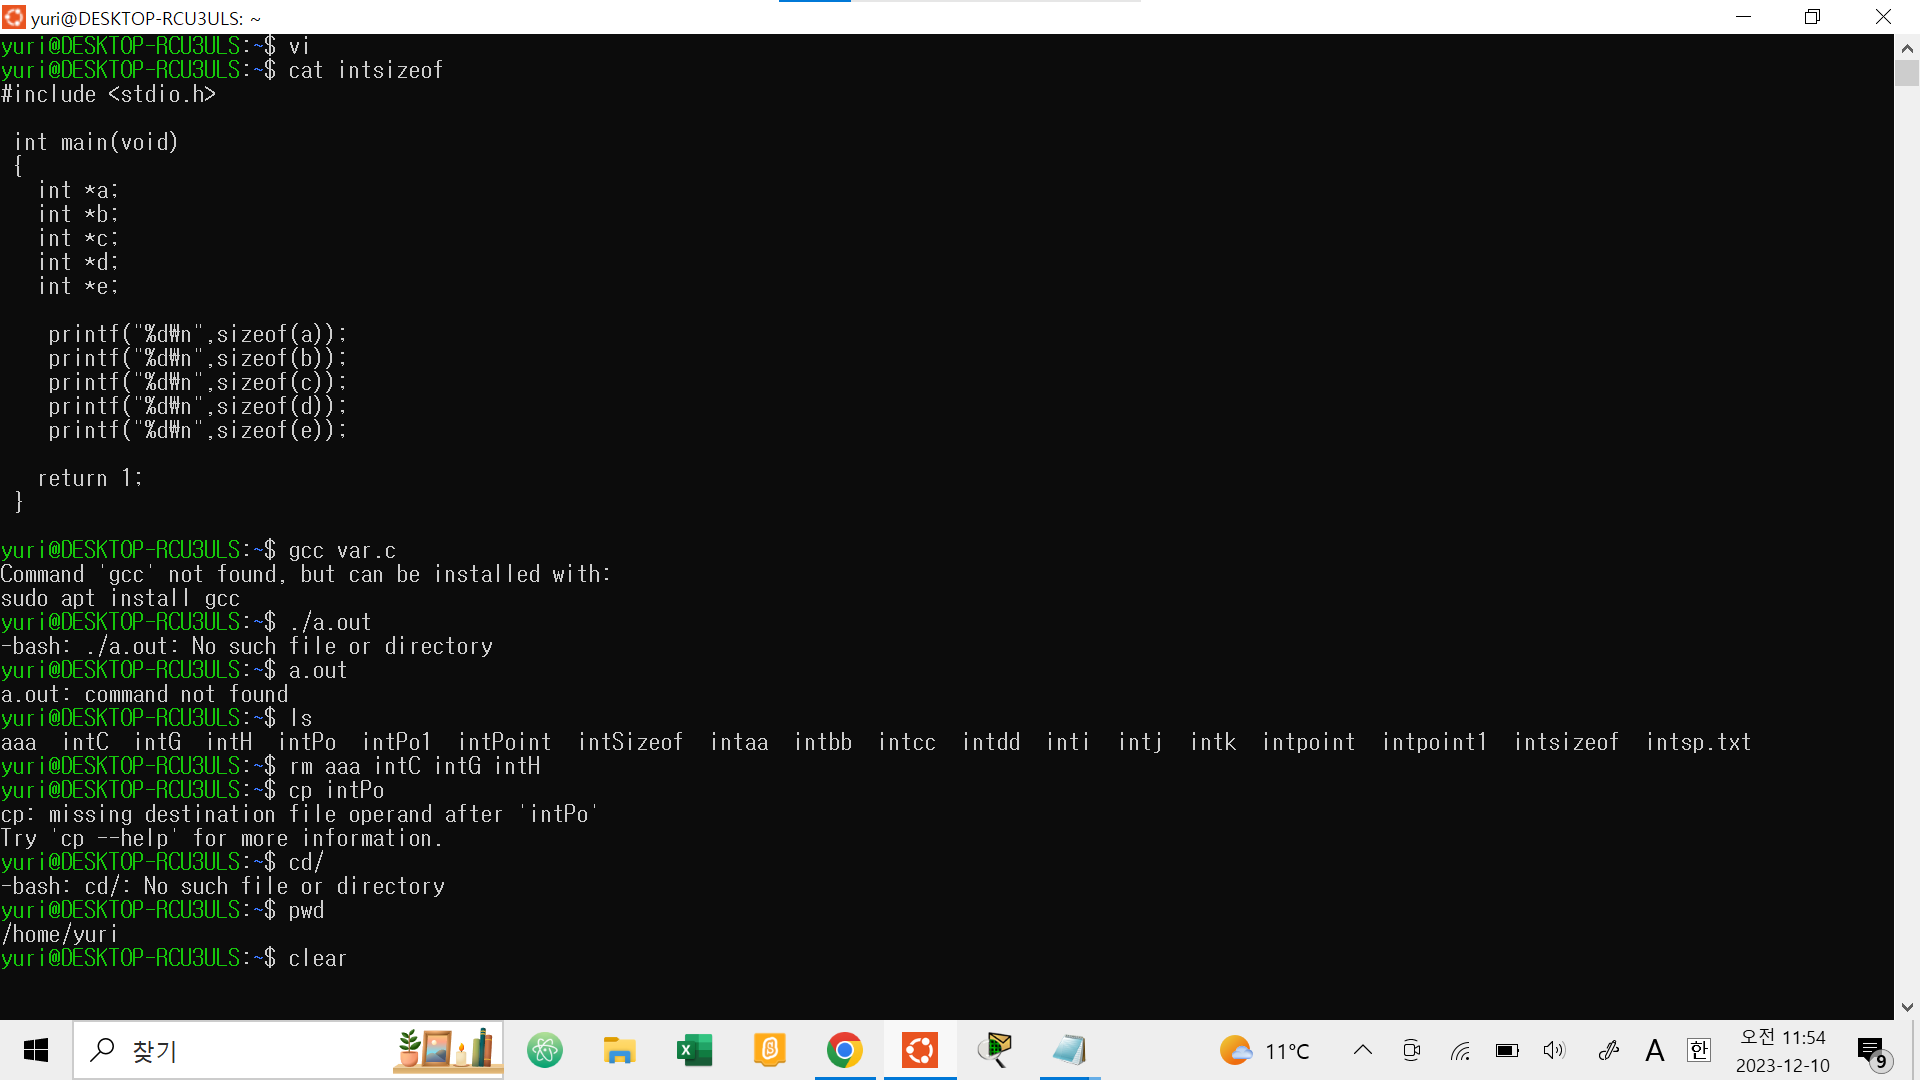 yuri@DESKTOP-RCU3ULS: ~
yuri@DESKTOP-RCU3ULS:~$ vi
yuri@DESKTOP-RCU3ULS:~$ cat intsizeof
#include <stdio.h>
int main(void)
{
int *a;
int *b;
int *c;
int *d;
int *e;
printf("%d₩n",sizeof(a));
printf("%d₩n",sizeof(b));
printf("%d₩n",sizeof(c));
printf("%d₩n",sizeof(d));
printf("%d₩n",sizeof(e));
return 1;
}
yuri@DESKTOP-RCU3ULS:~$ gcc var.c
Command 'gcc' not found, but can be installed with:
sudo apt install gcc
yuri@DESKTOP-RCU3ULS:~$ ./a.out
-bash: ./a.out: No such file or directory
yuri@DESKTOP-RCU3ULS:~$ a.out
a.out: command not found
yuri@DESKTOP-RCU3ULS:~$ ls
aaa intC intG intH intPo intPo1 intPoint intSizeof intaa intbb intcc intdd inti intj intk intpoint intpoint1 intsizeof intsp.txt
yuri@DESKTOP-RCU3ULS:~$ rm aaa intC intG intH
yuri@DESKTOP-RCU3ULS:~$ cp intPo
cp: missing destination file operand after 'intPo'
Try 'cp --help' for more information.
yuri@DESKTOP-RCU3ULS:~$ cd/
-bash: cd/: No such file or directory
yuri@DESKTOP-RCU3ULS:~$ pwd
/home/yuri
yuri@DESKTOP-RCU3ULS:~$ clear
찾기
11°C
A
한
오전 11:54
2023-12-10
9